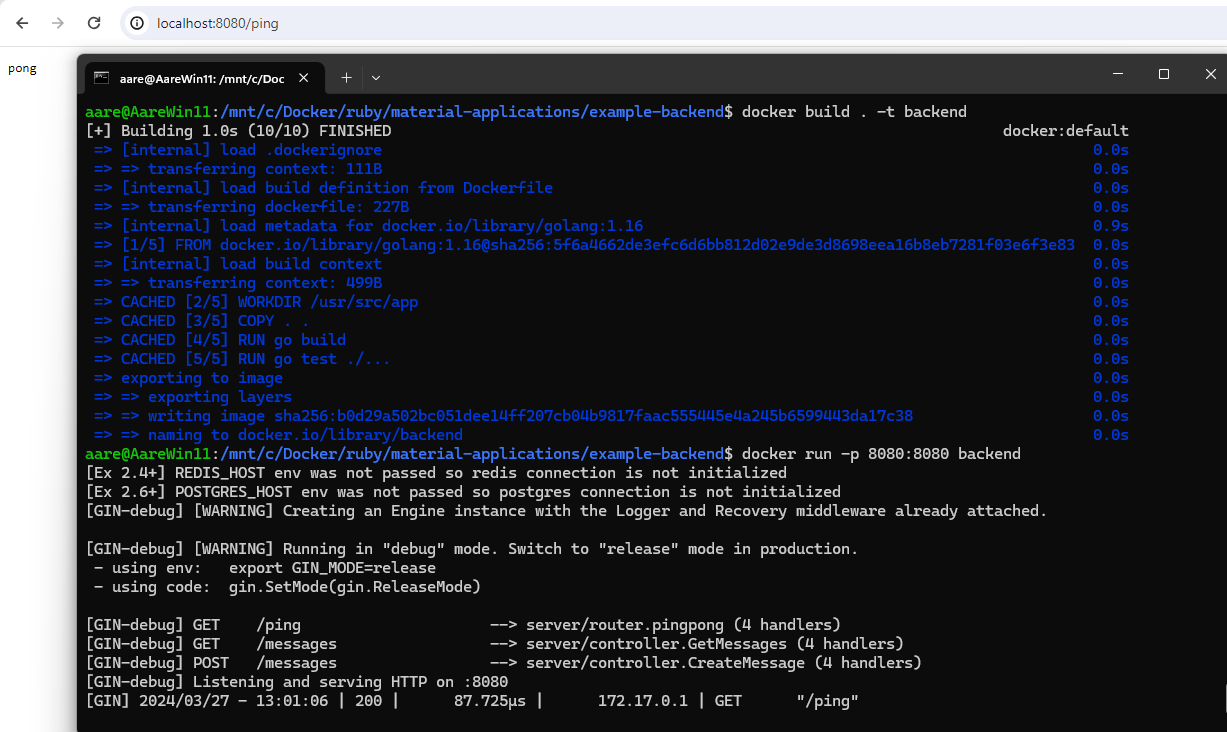 localhost:8080/ping
pong
aare@AareWin11: /mnt/c/Doc
aare@AareWin11:/mnt/c/Docker/ruby/material-applications/example-backend$ docker build . -t backend
[+] Building 1.0s (10/10) FINISHED docker:default
=> [internal] load .dockerignore 0.0s
=> => transferring context: 111B 0.0s
=> [internal] load build definition from Dockerfile 0.0s
=> => transferring dockerfile: 227B 0.0s
=> [internal] load metadata for docker.io/library/golang:1.16 0.9s
=> [1/5] FROM docker.io/library/golang:1.16@sha256:5f6a4662de3efc6d6bb812d02e9de3d8698eea16b8eb7281f03e6f3e83 0.0s
=> [internal] load build context 0.0s
=> => transferring context: 499B 0.0s
=> CACHED [2/5] WORKDIR /usr/src/app 0.0s
=> CACHED [3/5] COPY . . 0.0s
=> CACHED [4/5] RUN go build 0.0s
=> CACHED [5/5] RUN go test ./... 0.0s
=> exporting to image 0.0s
=> => exporting layers 0.0s
=> => writing image sha256:b0d29a502bc051dee14ff207cb04b9817faac555445e4a245b6599443da17c38 0.0s
=> => naming to docker.io/library/backend 0.0s
aare@AareWin11:/mnt/c/Docker/ruby/material-applications/example-backend$ docker run -p 8080:8080 backend
[Ex 2.4+] REDIS_HOST env was not passed so redis connection is not initialized
[Ex 2.6+] POSTGRES_HOST env was not passed so postgres connection is not initialized
[GIN-debug] [WARNING] Creating an Engine instance with the Logger and Recovery middleware already attached.
[GIN-debug] [WARNING] Running in "debug" mode. Switch to "release" mode in production.
- using env: export GIN_MODE=release
- using code: gin.SetMode(gin.ReleaseMode)
[GIN-debug] GET /ping --> server/router.pingpong (4 handlers)
[GIN-debug] GET /messages --> server/controller.GetMessages (4 handlers)
[GIN-debug] POST /messages --> server/controller.CreateMessage (4 handlers)
[GIN-debug] Listening and serving HTTP on :8080
[GIN] 2024/03/27 - 13:01:06 | 200 | 87.725µs | 172.17.0.1 | GET "/ping"